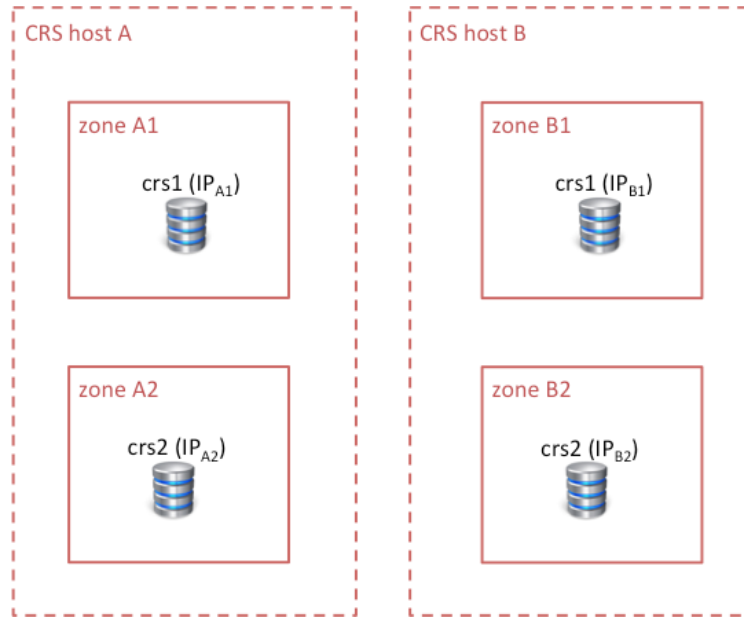 CRS host A
CRS host B
zone A1
zone B1
crs1 (IPA1)
crs1 (IPB1)
zone A2
zone B2
crs2 (IPA2)
crs2 (IPB2)